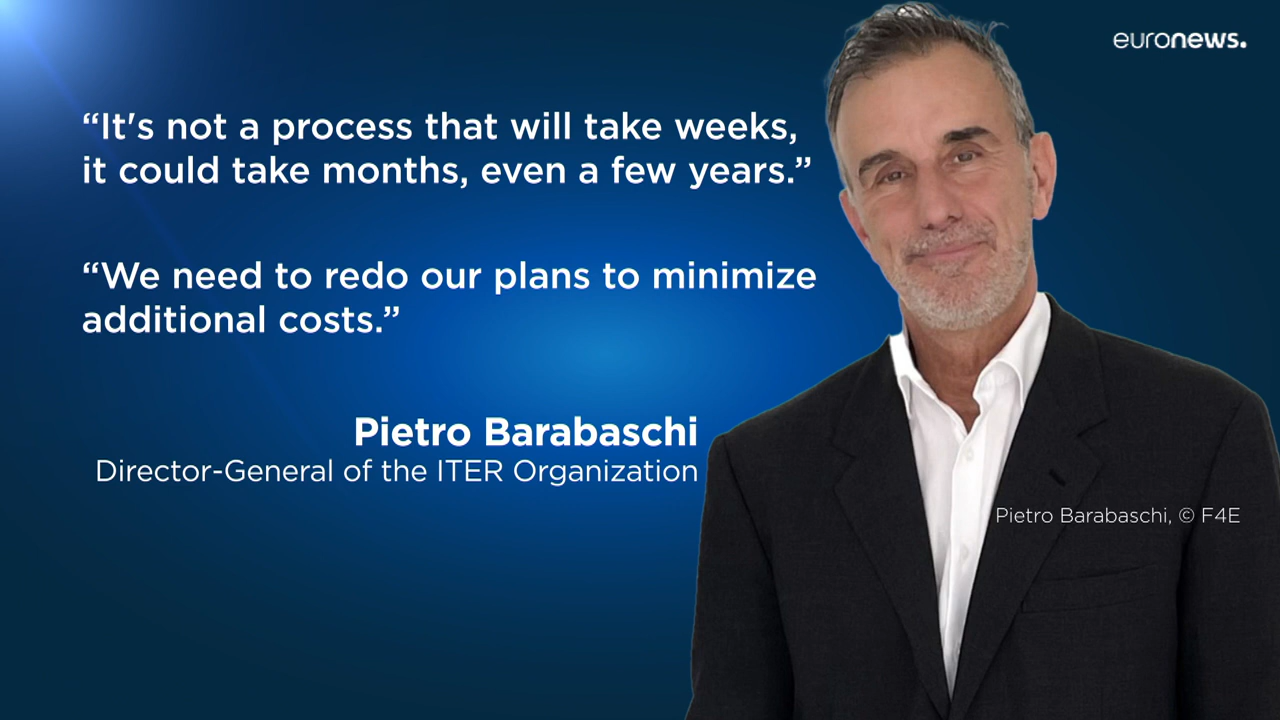 euronews.
“It's not a process that will take weeks,
it could take months, even a few years.”
“We need to redo our plans to minimize
additional costs.”
Pietro Barabaschi
Director-General of the ITER Organization
Pietro Barabaschi, © F4E